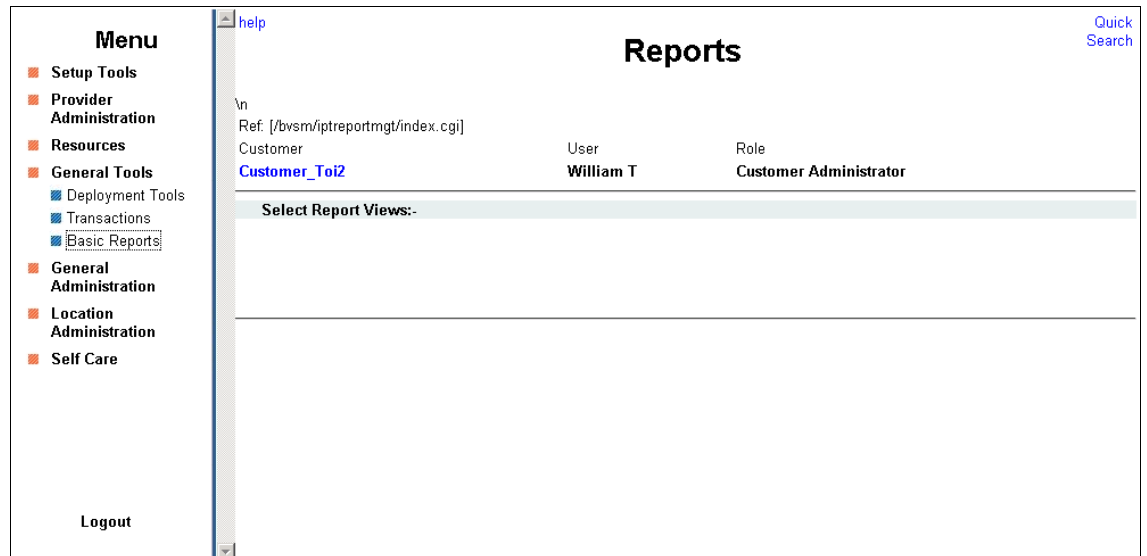 Menu
Setup Tools
Provider
Administration
Resources
General Tools
Deployment Tools
Transactions
Basic Reports
General
Administration
Location
Administration
Self Care
Logout
help
Quick
Search
Reports
\n
Ref: [/bvsm/iptreportmgt/index.cgi]
Customer User Role
Customer_Toi2 William T Customer Administrator
Select Report Views:-